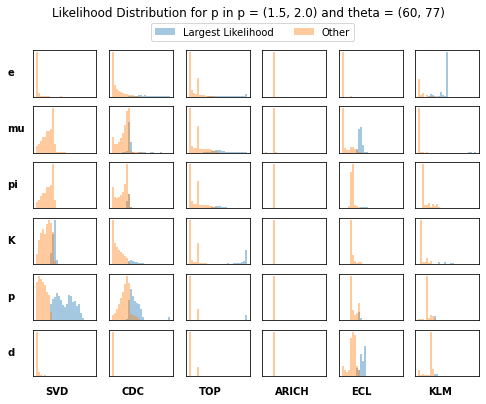 Likelihood Distribution for p in p = (1.5, 2.0) and theta = (60, 77)
Largest Likelihood Other
e
mu
pi
K
p
d
SVD CDC TOP ARICH ECL KLM